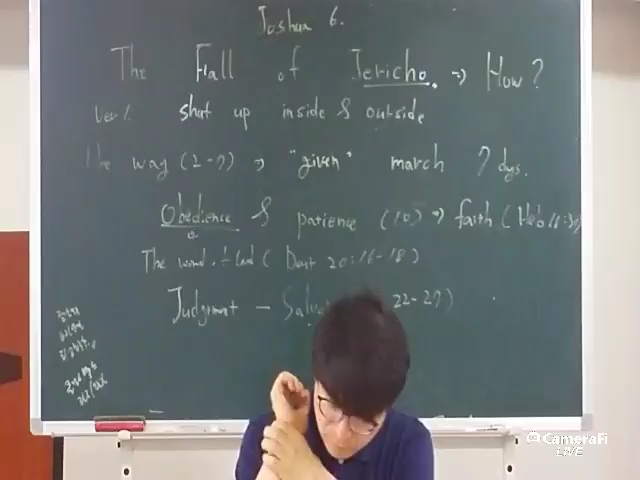 Joshua 6.
The Fall of Jericho. → How?
Ver 1. shut up inside & outside
The way (2-7) → "given" march 7 days.
Obedience & patience (10) → faith (Heb 11:30
The word of Lord ( Deut 20:16-18)
Judgment — 22-27)
CameraFi
LIVE